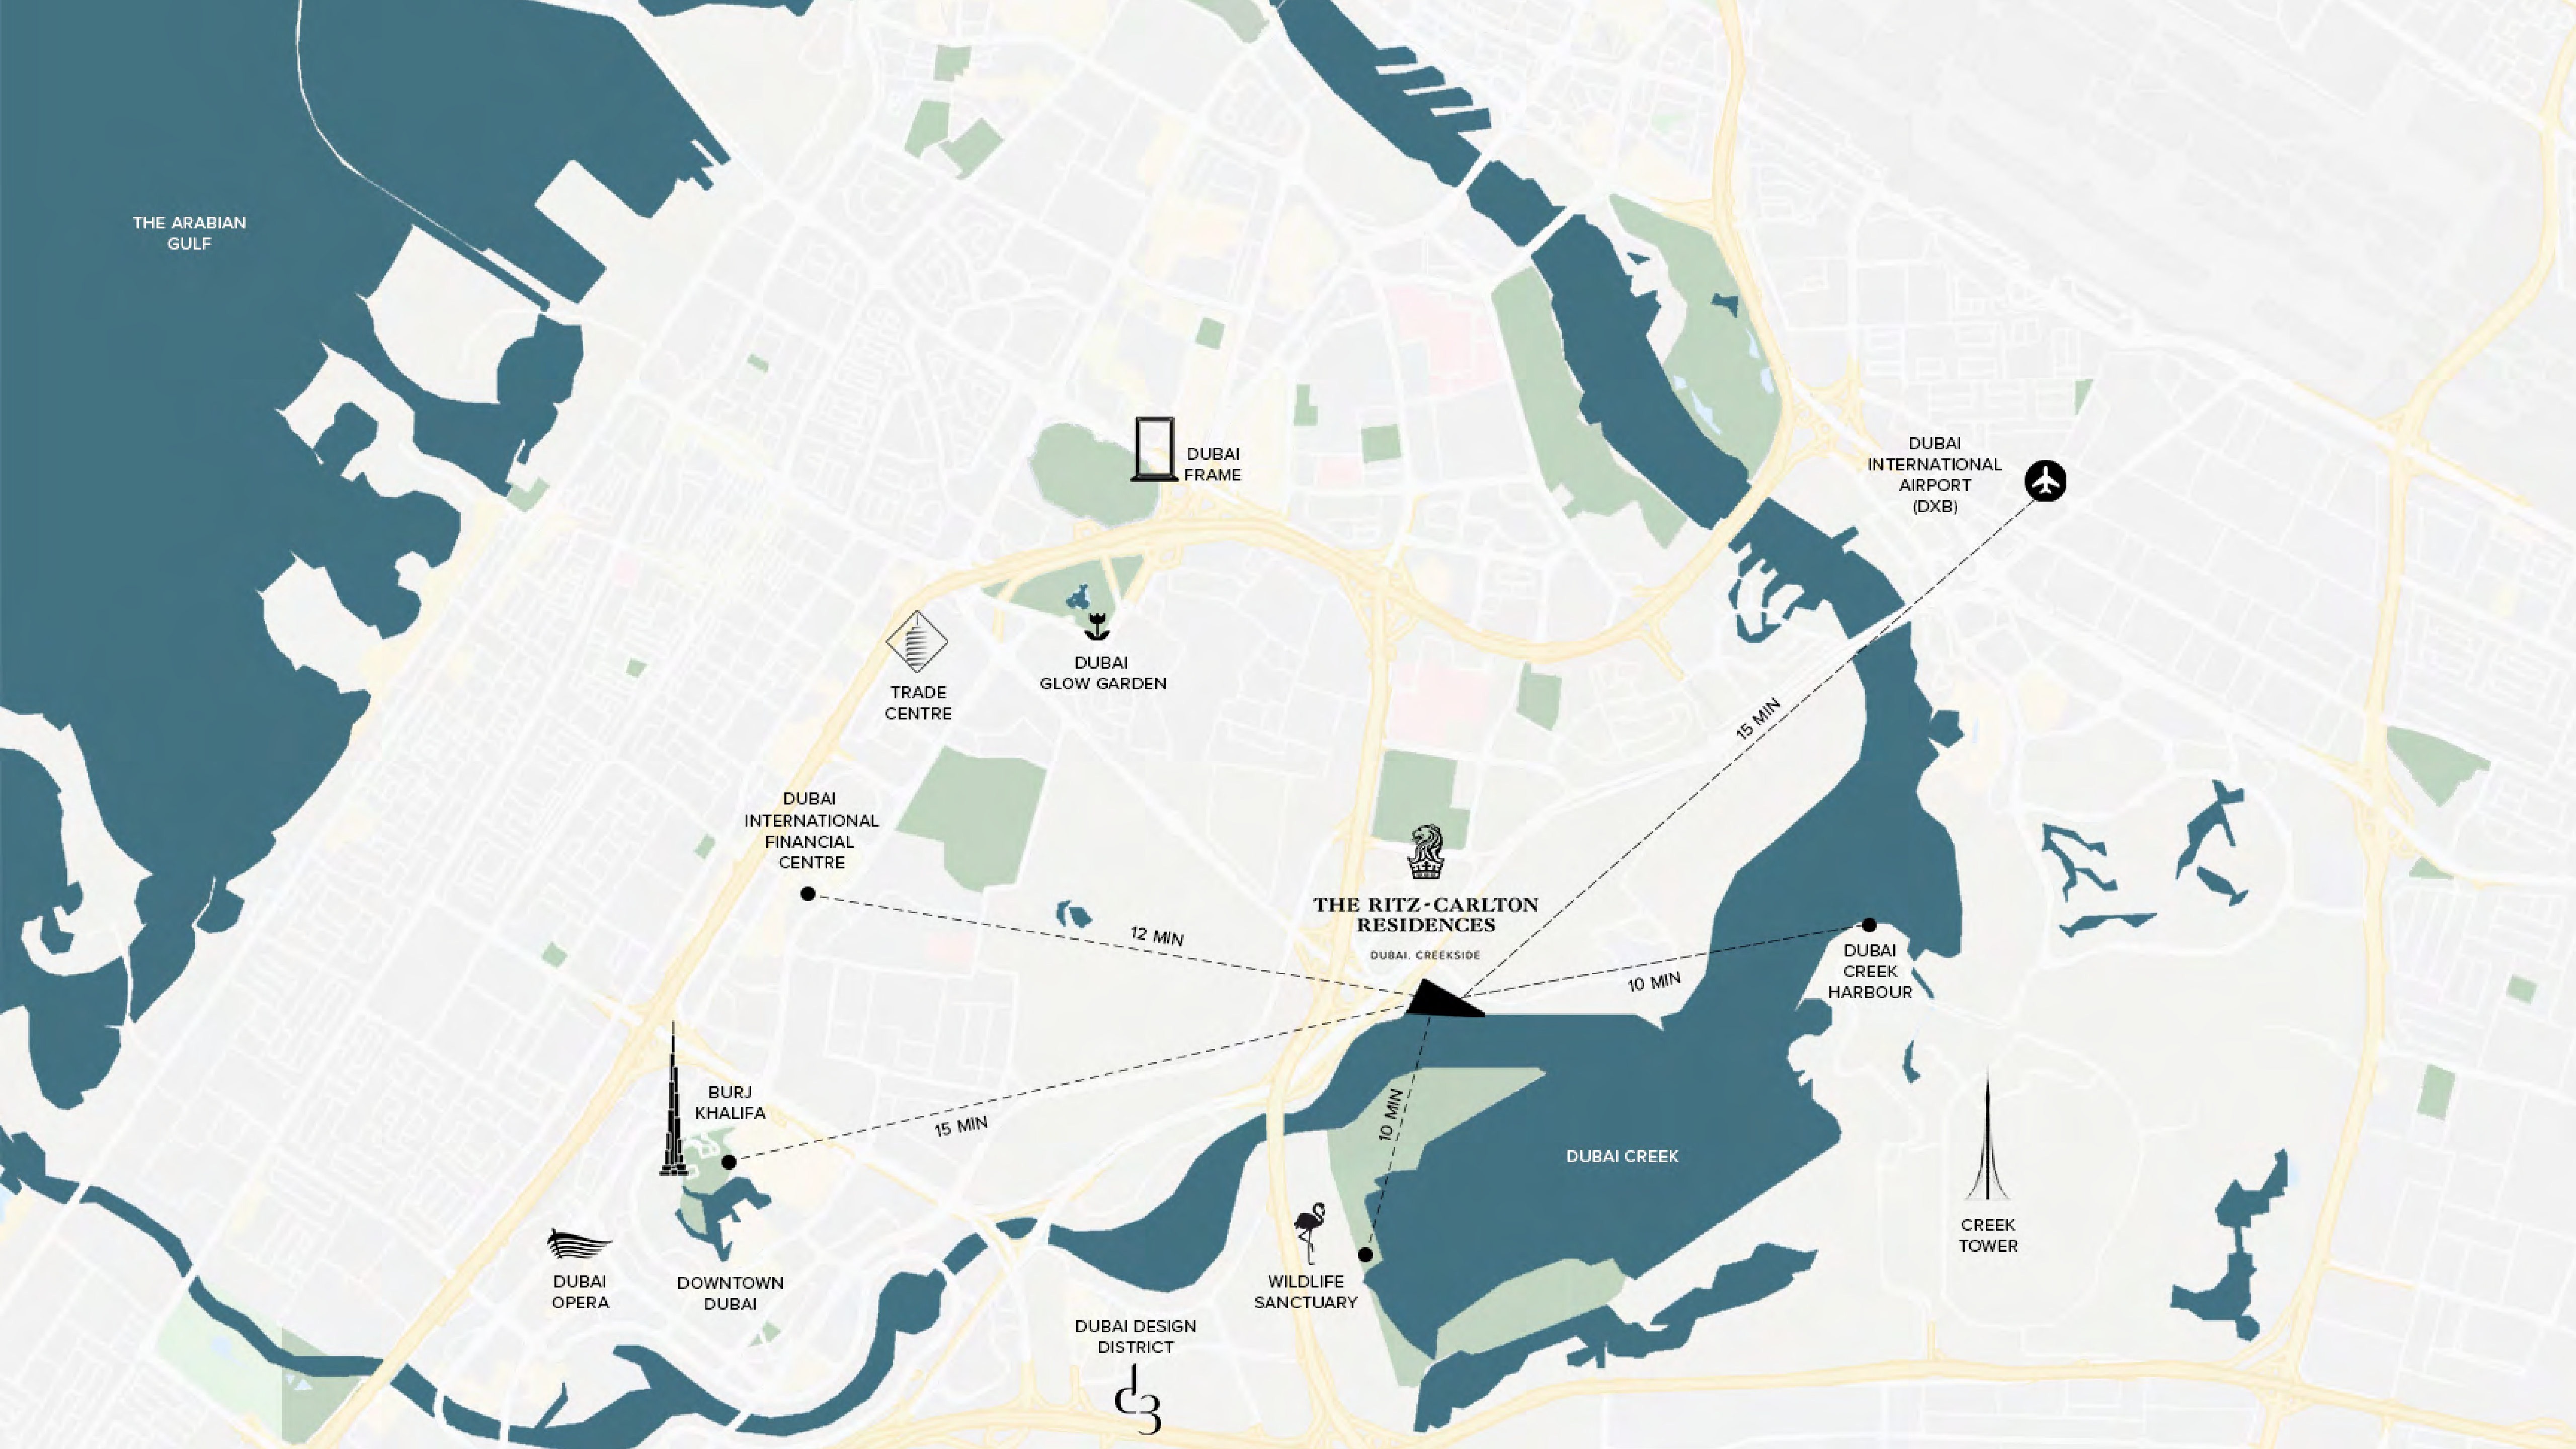 THE ARABIAN
GULF
DUBAI
FRAME
DUBAI
INTERNATIONAL
AIRPORT
(DXB)
TRADE
CENTRE
DUBAI
GLOW GARDEN
15 MIN
DUBAI
INTERNATIONAL
FINANCIAL
CENTRE
THE RITZ-CARLTON
RESIDENCES
DUBAI, CREEKSIDE
12 MIN
10 MIN
DUBAI
CREEK
HARBOUR
BURJ
KHALIFA
15 MIN
10 MIN
DUBAI CREEK
CREEK
TOWER
DUBAI
OPERA
DOWNTOWN
DUBAI
WILDLIFE
SANCTUARY
DUBAI DESIGN
DISTRICT
d3